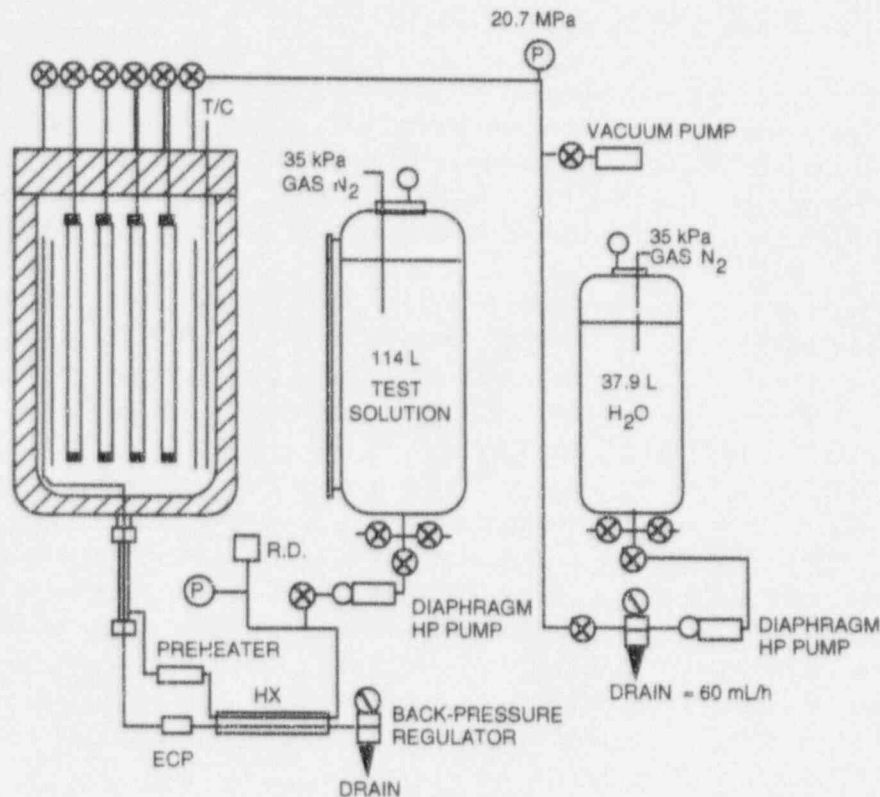 20.7 MPa
P
T/C
VACUUM PUMP
35 kPa
GAS N2
35 kPa
GAS N2
114 L
TEST
SOLUTION
37.9 L
H2O
R.D.
P
DIAPHRAGM
HP PUMP
DIAPHRAGM
HP PUMP
PREHEATER
HX
DRAIN = 60 mL/h
BACK-PRESSURE
REGULATOR
ECP
DRAIN